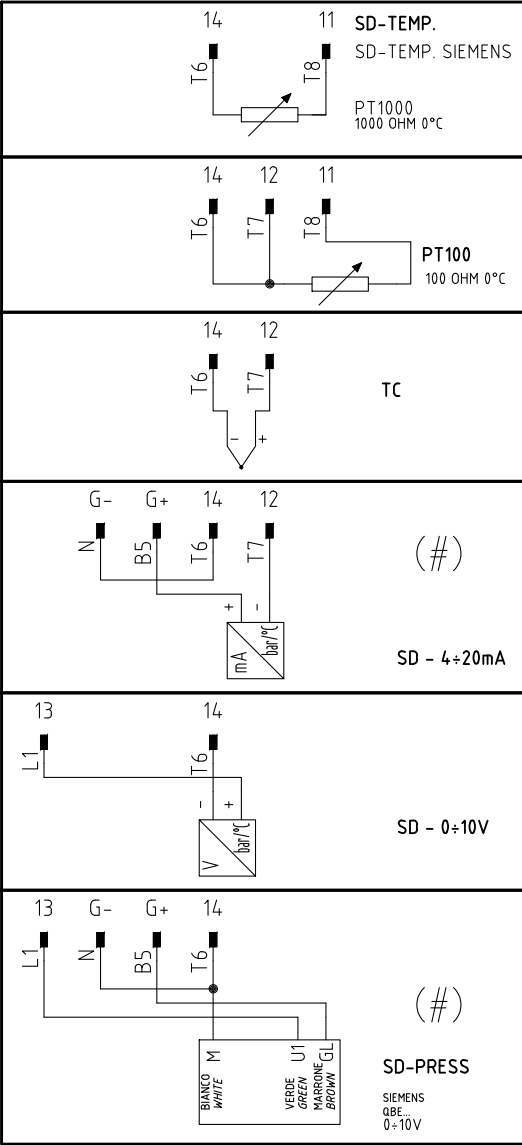 14 11 SD-TEMP.
T6 T8 SD-TEMP. SIEMENS
PT1000
1000 OHM 0°C
14 12 11
T6 T7 T8
PT100
100 OHM 0°C
14 12
T6 T7
TC
- +
G- G+ 14 12
N B5 T6 T7
(#)
+ -
mA bar/°C
SD - 4÷20mA
13 14
L1 T6
- +
V bar/°C
SD - 0÷10V
13 G- G+ 14
L1 N B5 T6
(#)
M U1 GL
BIANCO
WHITE
VERDE
GREEN
MARRONE
BROWN
SD-PRESS
SIEMENS
QBE...
0÷10V